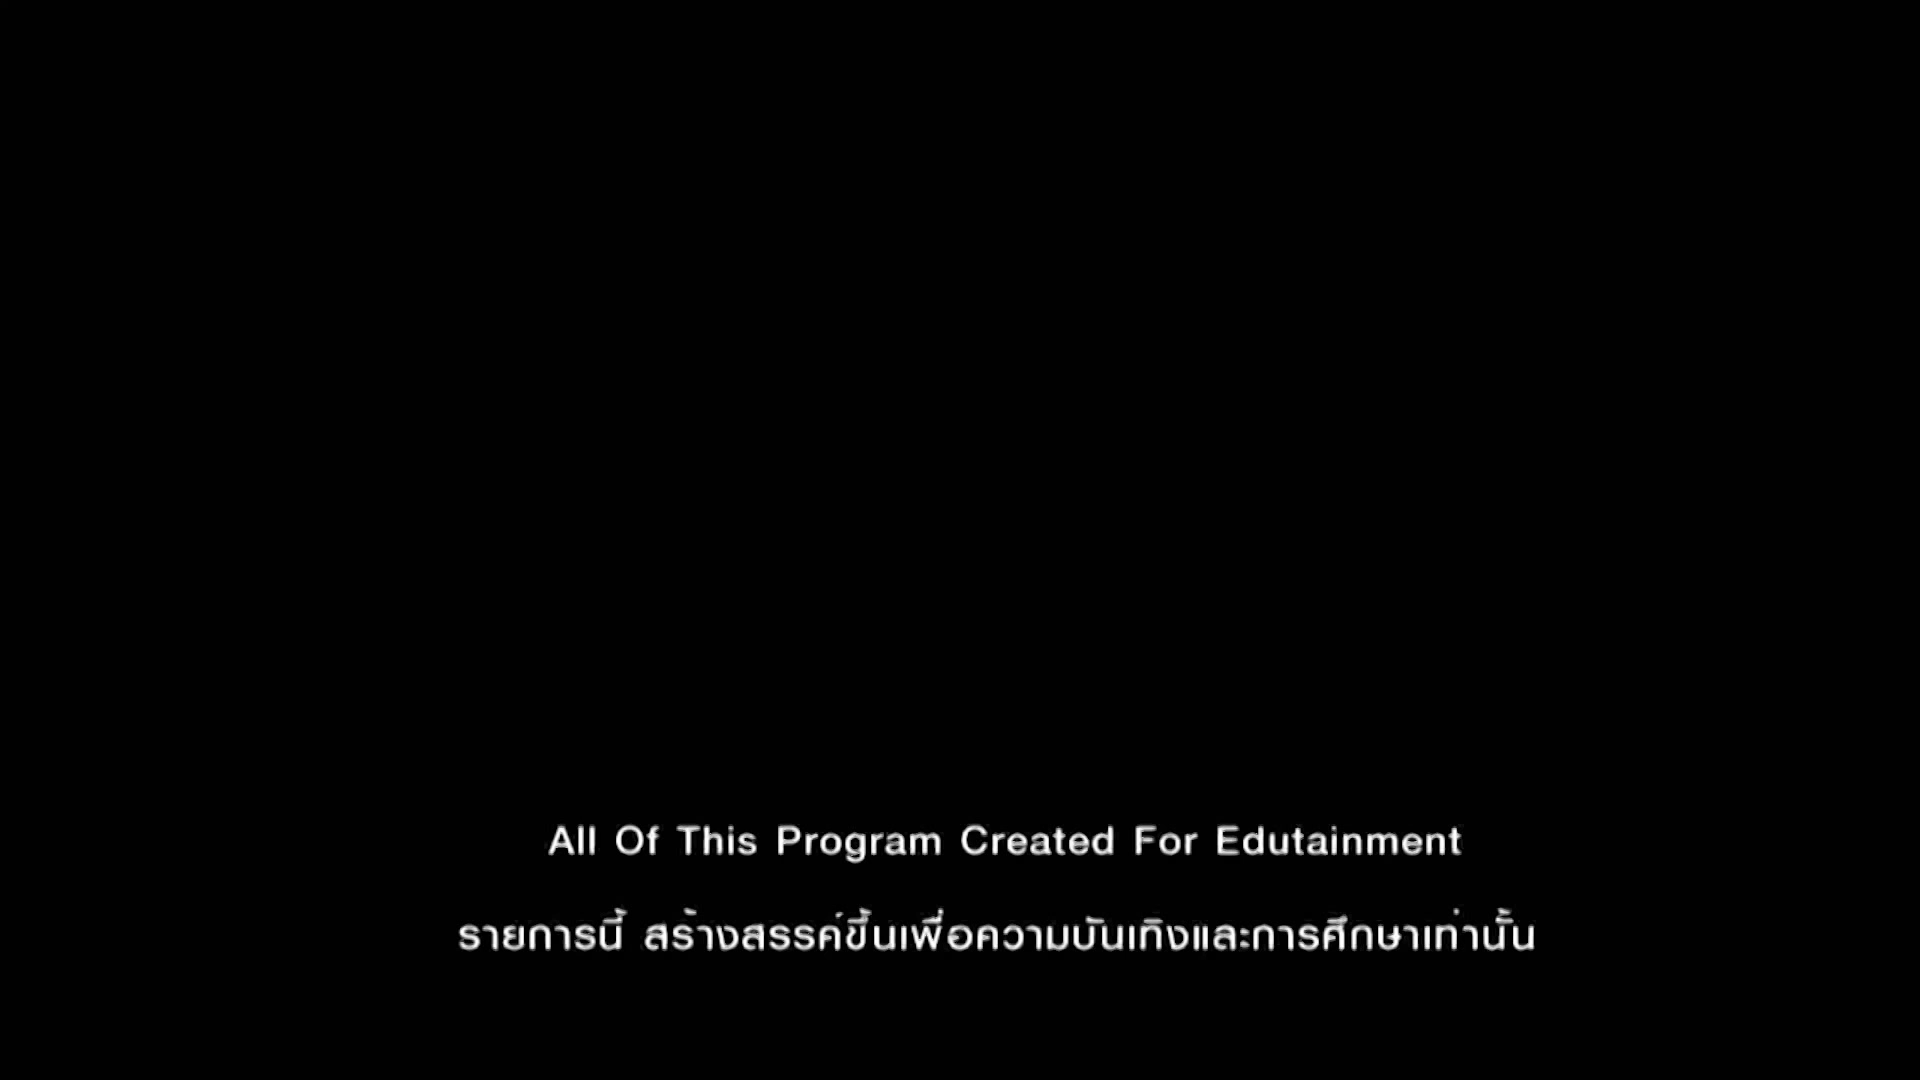 All Of This Program Created For Edutainment
รายการนี้ สร้างสรรค์ขึ้นเพื่อความบันเทิงและการศึกษาเท่านั้น